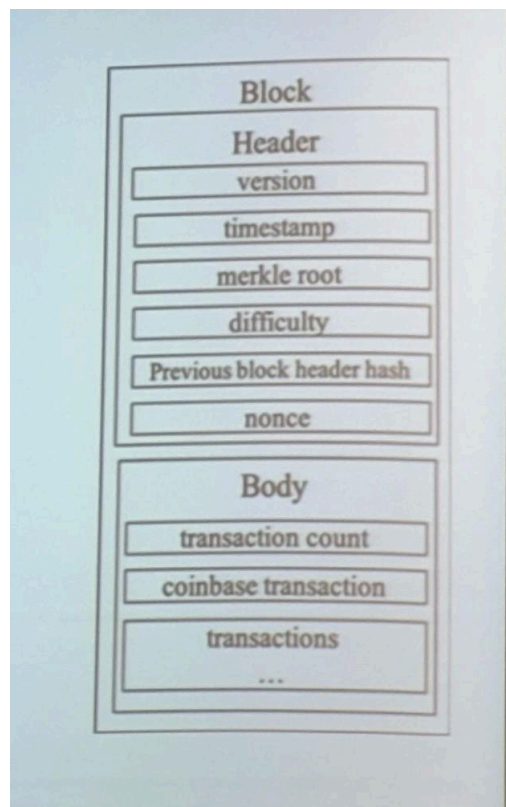 Block
Header
version
timestamp
merkle root
difficulty
Previous block header hash
nonce
Body
transaction count
coinbase transaction
transactions
...